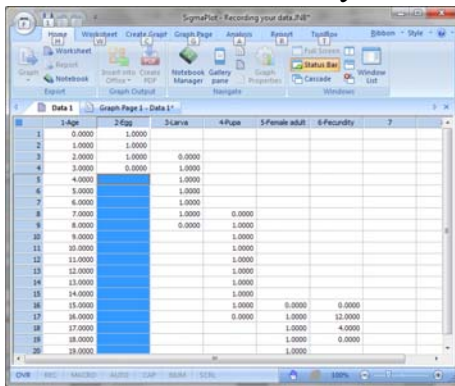 SigmaPlot - Recording your data.JNB*
Home Worksheet Create Graph Graph Page Analysis Report Toolbox Ribbon Style
H W C G A R T
Worksheet Full Screen
Graph Report Insert into Office Create PDF Notebook Manager Gallery pane Graph Properties Status Bar Window List
Notebook Cascade
Export Graph Output Navigate Windows
Data 1 Graph Page 1 - Data 1*
1-Age 2-Egg 3-Larva 4-Pupa 5-Female adult 6-Fecundity 7
1 0.0000 1.0000
2 1.0000 1.0000
3 2.0000 1.0000 0.0000
4 3.0000 0.0000 1.0000
5 4.0000 1.0000
6 5.0000 1.0000
7 6.0000 1.0000
8 7.0000 1.0000 0.0000
9 8.0000 0.0000 1.0000
10 9.0000 1.0000
11 10.0000 1.0000
12 11.0000 1.0000
13 12.0000 1.0000
14 13.0000 1.0000
15 14.0000 1.0000
16 15.0000 1.0000 0.0000 0.0000
17 16.0000 0.0000 1.0000 12.0000
18 17.0000 1.0000 4.0000
19 18.0000 1.0000 0.0000
20 19.0000 1.0000
OVR REC MACRO AUTO CAP NUM SCRL 100%